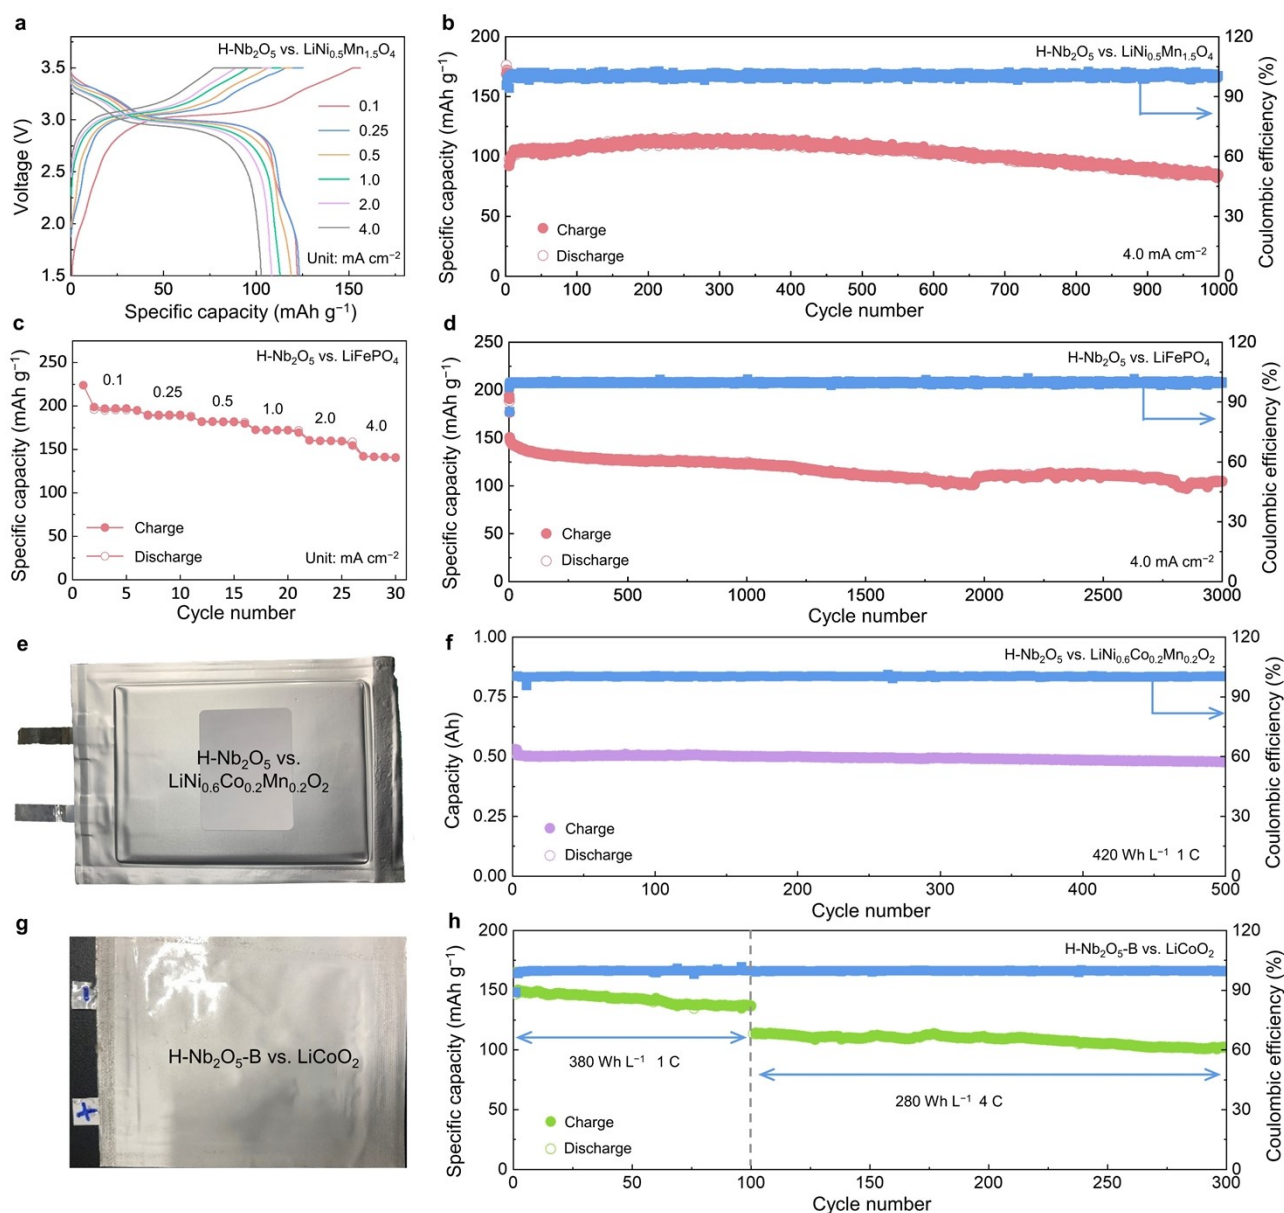 a
H-Nb₂O₅ vs. LiNi₀.₅Mn₁.₅O₄
Voltage (V)
3.5
3.0
2.5
2.0
1.5
0.1
0.25
0.5
1.0
2.0
4.0
Unit: mA cm⁻²
0 50 100 150
Specific capacity (mAh g⁻¹)
b
H-Nb₂O₅ vs. LiNi₀.₅Mn₁.₅O₄
Specific capacity (mAh g⁻¹)
200
150
100
50
0
Charge
Discharge
4.0 mA cm⁻²
120
90
60
30
0
Coulombic efficiency (%)
0 100 200 300 400 500 600 700 800 900 1000
Cycle number
c
H-Nb₂O₅ vs. LiFePO₄
Specific capacity (mAh g⁻¹)
250
200
150
100
50
0
0.1
0.25
0.5
1.0
2.0
4.0
Charge
Discharge
Unit: mA cm⁻²
0 5 10 15 20 25 30
Cycle number
d
H-Nb₂O₅ vs. LiFePO₄
Specific capacity (mAh g⁻¹)
250
200
150
100
50
0
Charge
Discharge
4.0 mA cm⁻²
120
90
60
30
0
Coulombic efficiency (%)
0 500 1000 1500 2000 2500 3000
Cycle number
e
H-Nb₂O₅ vs.
LiNi₀.₆Co₀.₂Mn₀.₂O₂
f
H-Nb₂O₅ vs. LiNi₀.₆Co₀.₂Mn₀.₂O₂
Capacity (Ah)
1.00
0.75
0.50
0.25
0.00
Charge
Discharge
420 Wh L⁻¹ 1 C
120
90
60
30
0
Coulombic efficiency (%)
0 100 200 300 400 500
Cycle number
g
H-Nb₂O₅-B vs. LiCoO₂
-
+
h
H-Nb₂O₅-B vs. LiCoO₂
Specific capacity (mAh g⁻¹)
200
150
100
50
0
380 Wh L⁻¹ 1 C
280 Wh L⁻¹ 4 C
Charge
Discharge
120
90
60
30
0
Coulombic efficiency (%)
0 50 100 150 200 250 300
Cycle number